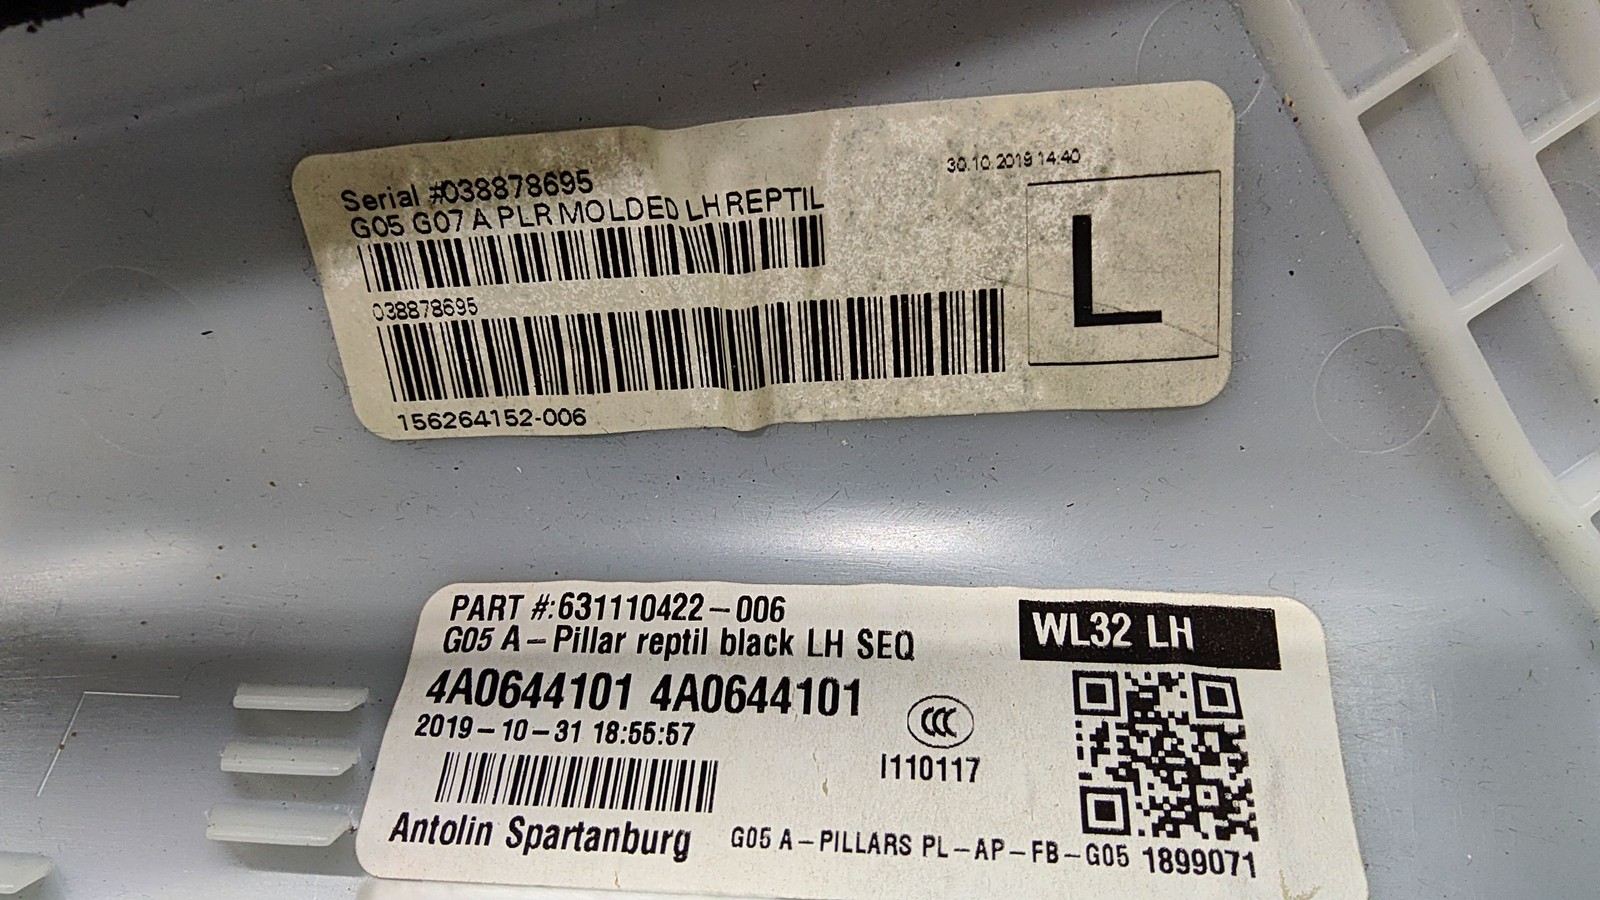 Serial #038878695
G05 G07 A PLR MOLDED LH REPTIL
30.10.2019 14:40
L
038878695
156264152-006
PART #:631110422-006
G05 A-Pillar reptil black LH SEQ
WL32 LH
4A0644101 4A0644101
2019-10-31 18:55:57
CCC
I110117
Antolin Spartanburg
G05 A-PILLARS PL-AP-FB-G05 1899071